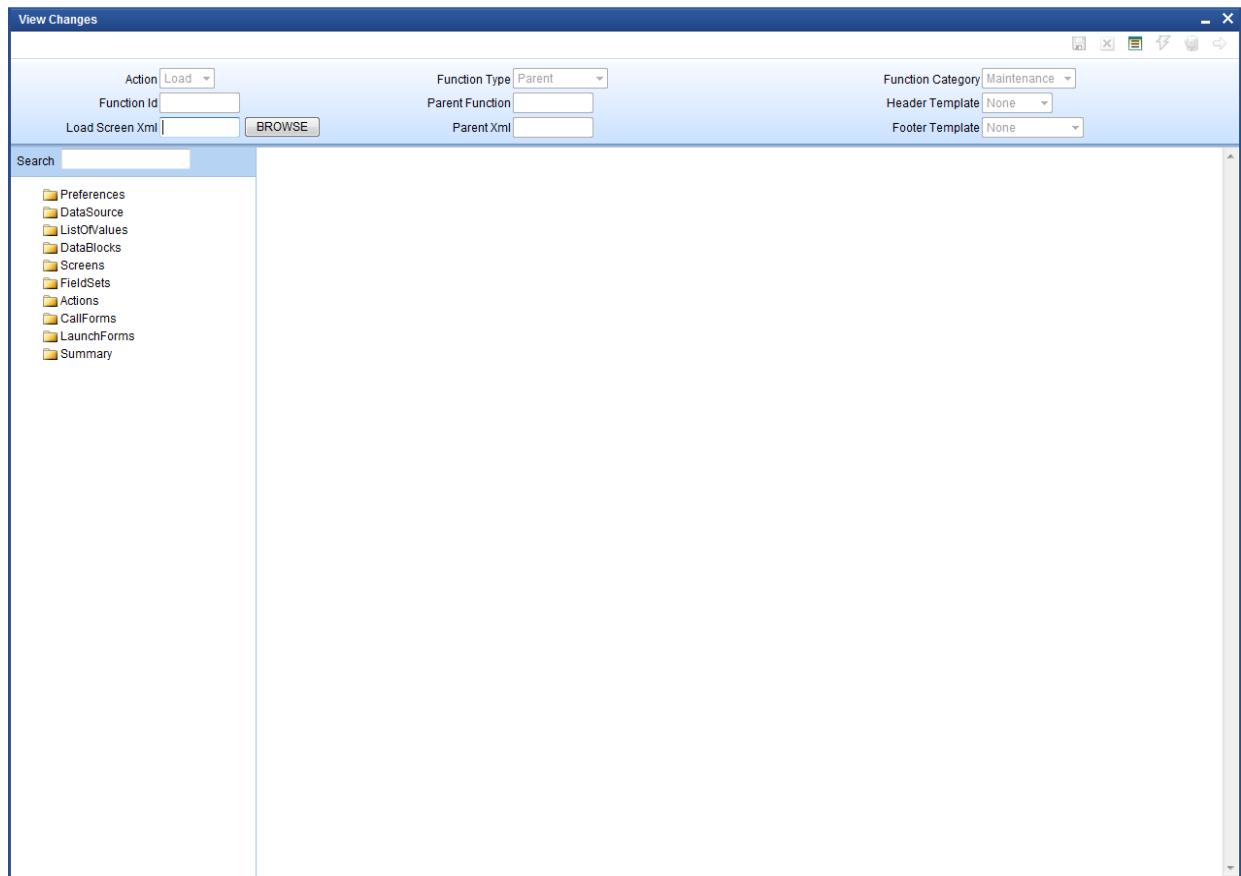 View Changes
Action Load Function Type Parent Function Category Maintenance
Function Id Parent Function Header Template None
Load Screen Xml BROWSE Parent Xml Footer Template None
Search
Preferences
DataSource
ListOfValues
DataBlocks
Screens
FieldSets
Actions
CallForms
LaunchForms
Summary